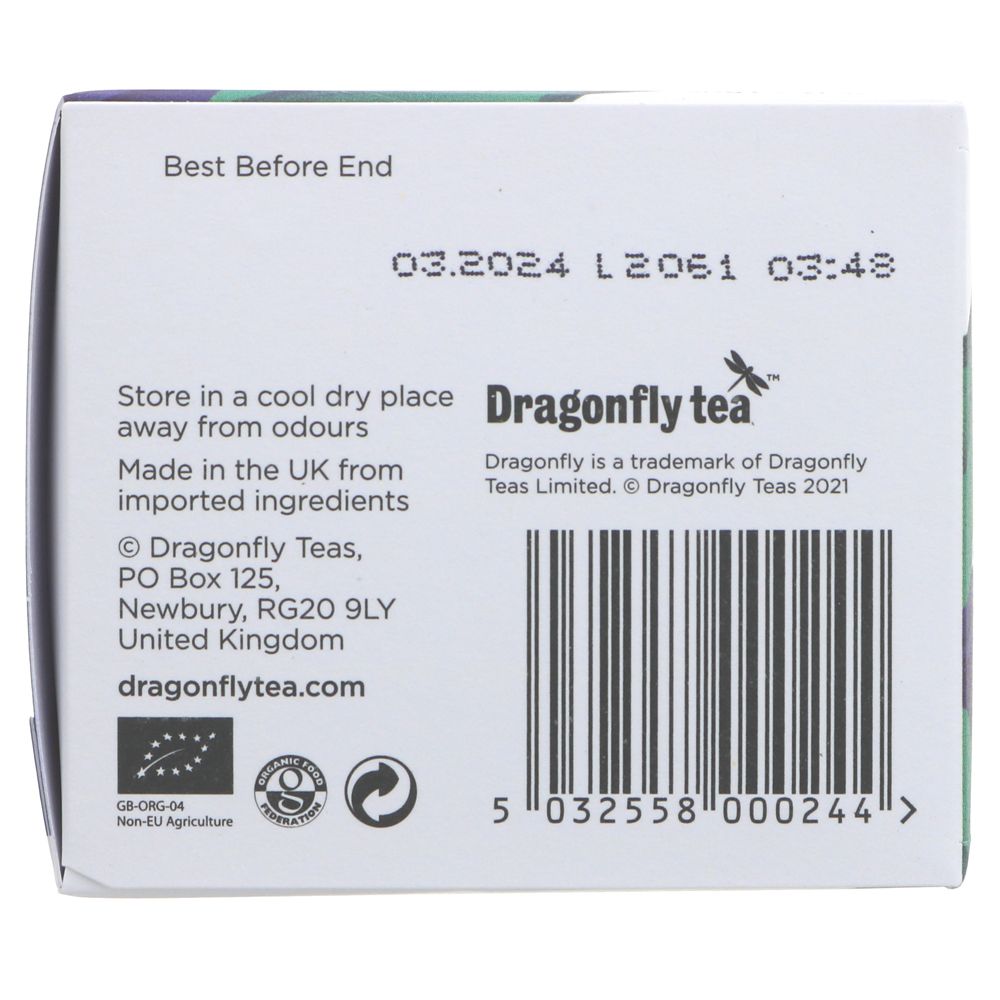 Best Before End
03.2024 L2061 03:48
Store in a cool dry place
away from odours
Made in the UK from
imported ingredients
© Dragonfly Teas,
PO Box 125,
Newbury, RG20 9LY
United Kingdom
dragonflytea.com
GB-ORG-04
Non-EU Agriculture
ORGANIC FOOD
FEDERATION
Dragonfly tea™
Dragonfly is a trademark of Dragonfly
Teas Limited. © Dragonfly Teas 2021
5 032558 000244 >